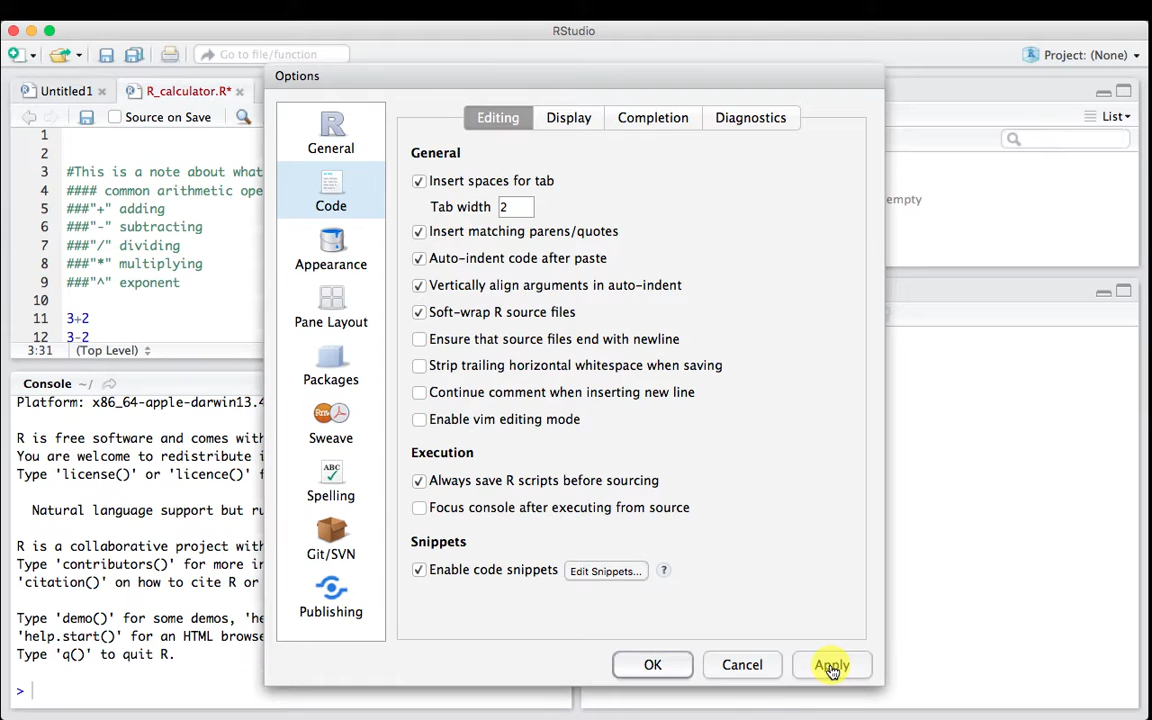 RStudio
Go to file/function
Project: (None)
Options
Untitled1
R_calculator.R*
Source on Save
List
1
2
3 #This is a note about what
4 #### common arithmetic ope
5 ###"+" adding
6 ###"-" subtracting
7 ###"/" dividing
8 ###"*" multiplying
9 ###"^" exponent
10
11 3+2
12 3-2
3:31 (Top Level)
Console ~/
Platform: x86_64-apple-darwin13.4
R is free software and comes with
You are welcome to redistribute i
Type 'license()' or 'licence()' f
Natural language support but ru
R is a collaborative project with
Type 'contributors()' for more in
'citation()' on how to cite R or
Type 'demo()' for some demos, 'he
'help.start()' for an HTML browse
Type 'q()' to quit R.
>
General
Code
Appearance
Pane Layout
Packages
Sweave
ABC
Spelling
Git/SVN
Publishing
Editing Display Completion Diagnostics
General
Insert spaces for tab
Tab width 2
Insert matching parens/quotes
Auto-indent code after paste
Vertically align arguments in auto-indent
Soft-wrap R source files
Ensure that source files end with newline
Strip trailing horizontal whitespace when saving
Continue comment when inserting new line
Enable vim editing mode
Execution
Always save R scripts before sourcing
Focus console after executing from source
Snippets
Enable code snippets Edit Snippets... ?
OK Cancel Apply
empty